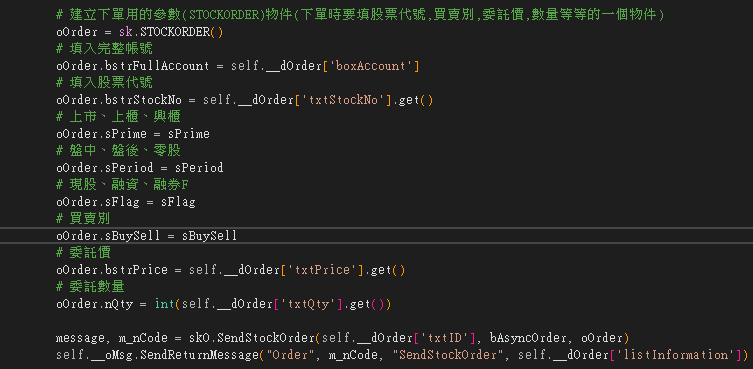 # 建立下單用的參數(STOCKORDER)物件(下單時要填股票代號,買賣別,委託價,數量等等的一個物件)
oOrder = sk.STOCKORDER()
# 填入完整帳號
oOrder.bstrFullAccount = self.__dOrder['boxAccount']
# 填入股票代號
oOrder.bstrStockNo = self.__dOrder['txtStockNo'].get()
# 上市、上櫃、興櫃
oOrder.sPrime = sPrime
# 盤中、盤後、零股
oOrder.sPeriod = sPeriod
# 現股、融資、融券F
oOrder.sFlag = sFlag
# 買賣別
oOrder.sBuySell = sBuySell
# 委託價
oOrder.bstrPrice = self.__dOrder['txtPrice'].get()
# 委託數量
oOrder.nQty = int(self.__dOrder['txtQty'].get())
message, m_nCode = skO.SendStockOrder(self.__dOrder['txtID'], bAsyncOrder, oOrder)
self.__oMsg.SendReturnMessage("Order", m_nCode, "SendStockOrder", self.__dOrder['listInformation'])